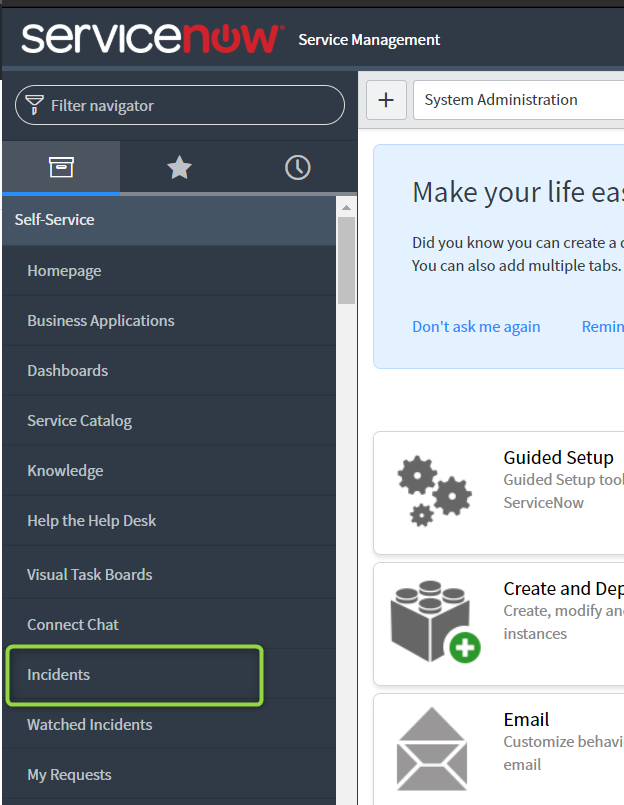 servicenow Service Management
Filter navigator
System Administration
Self-Service
Homepage
Business Applications
Dashboards
Service Catalog
Knowledge
Help the Help Desk
Visual Task Boards
Connect Chat
Incidents
Watched Incidents
My Requests
Make your life eas
Did you know you can create a
You can also add multiple tabs.
Don't ask me again Remin
Guided Setup
Guided Setup tool
ServiceNow
Create and Dep
Create, modify an
instances
Email
Customize behavi
email